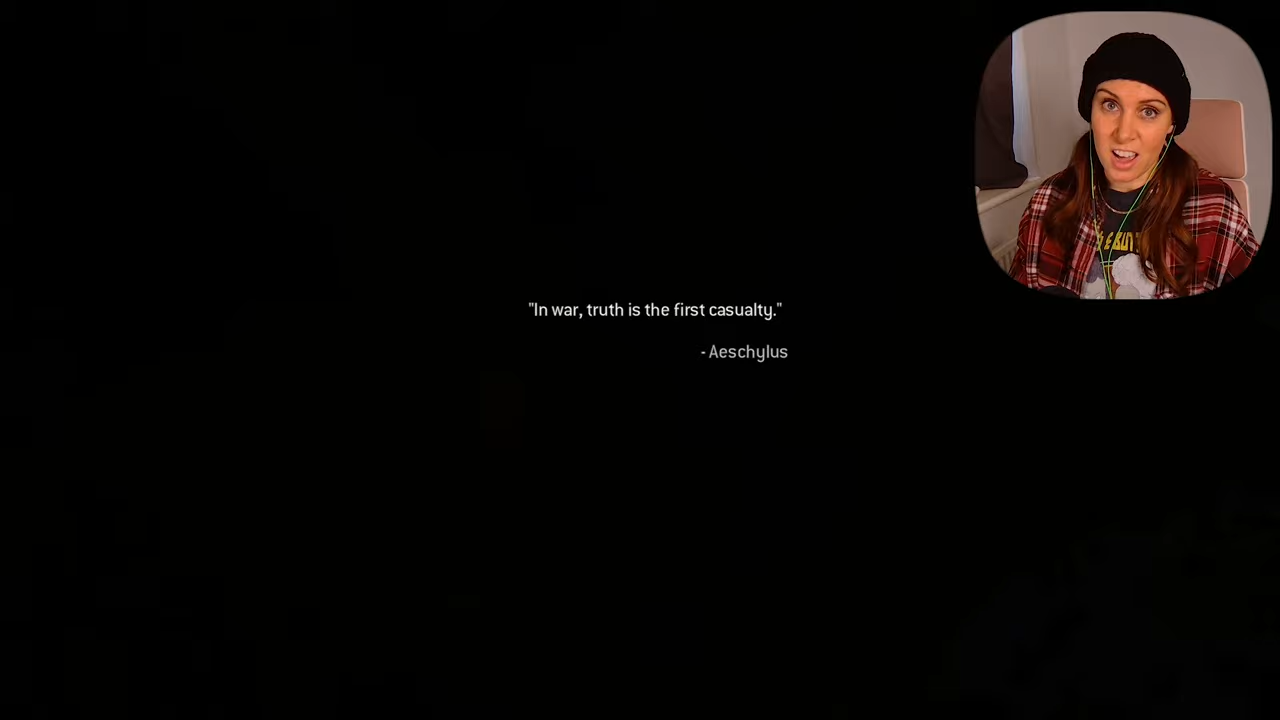 "In war, truth is the first casualty."
- Aeschylus